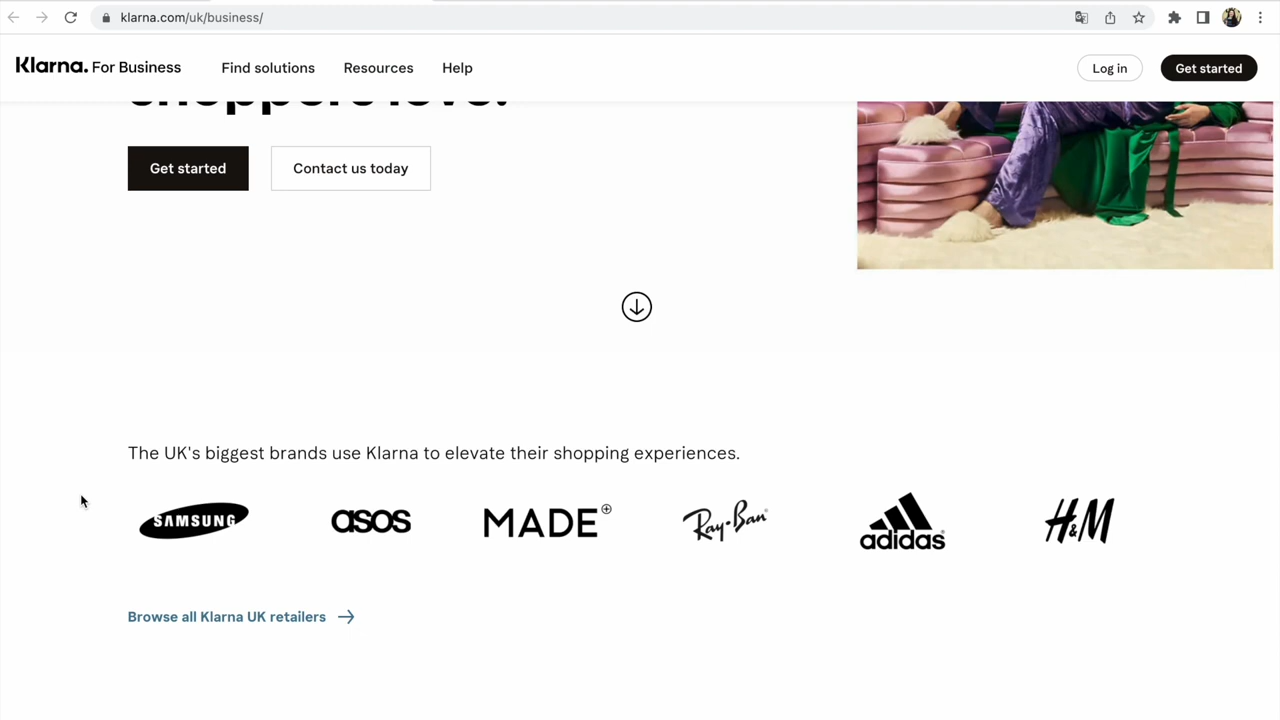 klarna.com/uk/business/
Klarna. For Business Find solutions Resources Help Log in Get started
shoppers love.
Get started Contact us today
The UK's biggest brands use Klarna to elevate their shopping experiences.
SAMSUNG asos MADE Ray-Ban adidas H&M
Browse all Klarna UK retailers